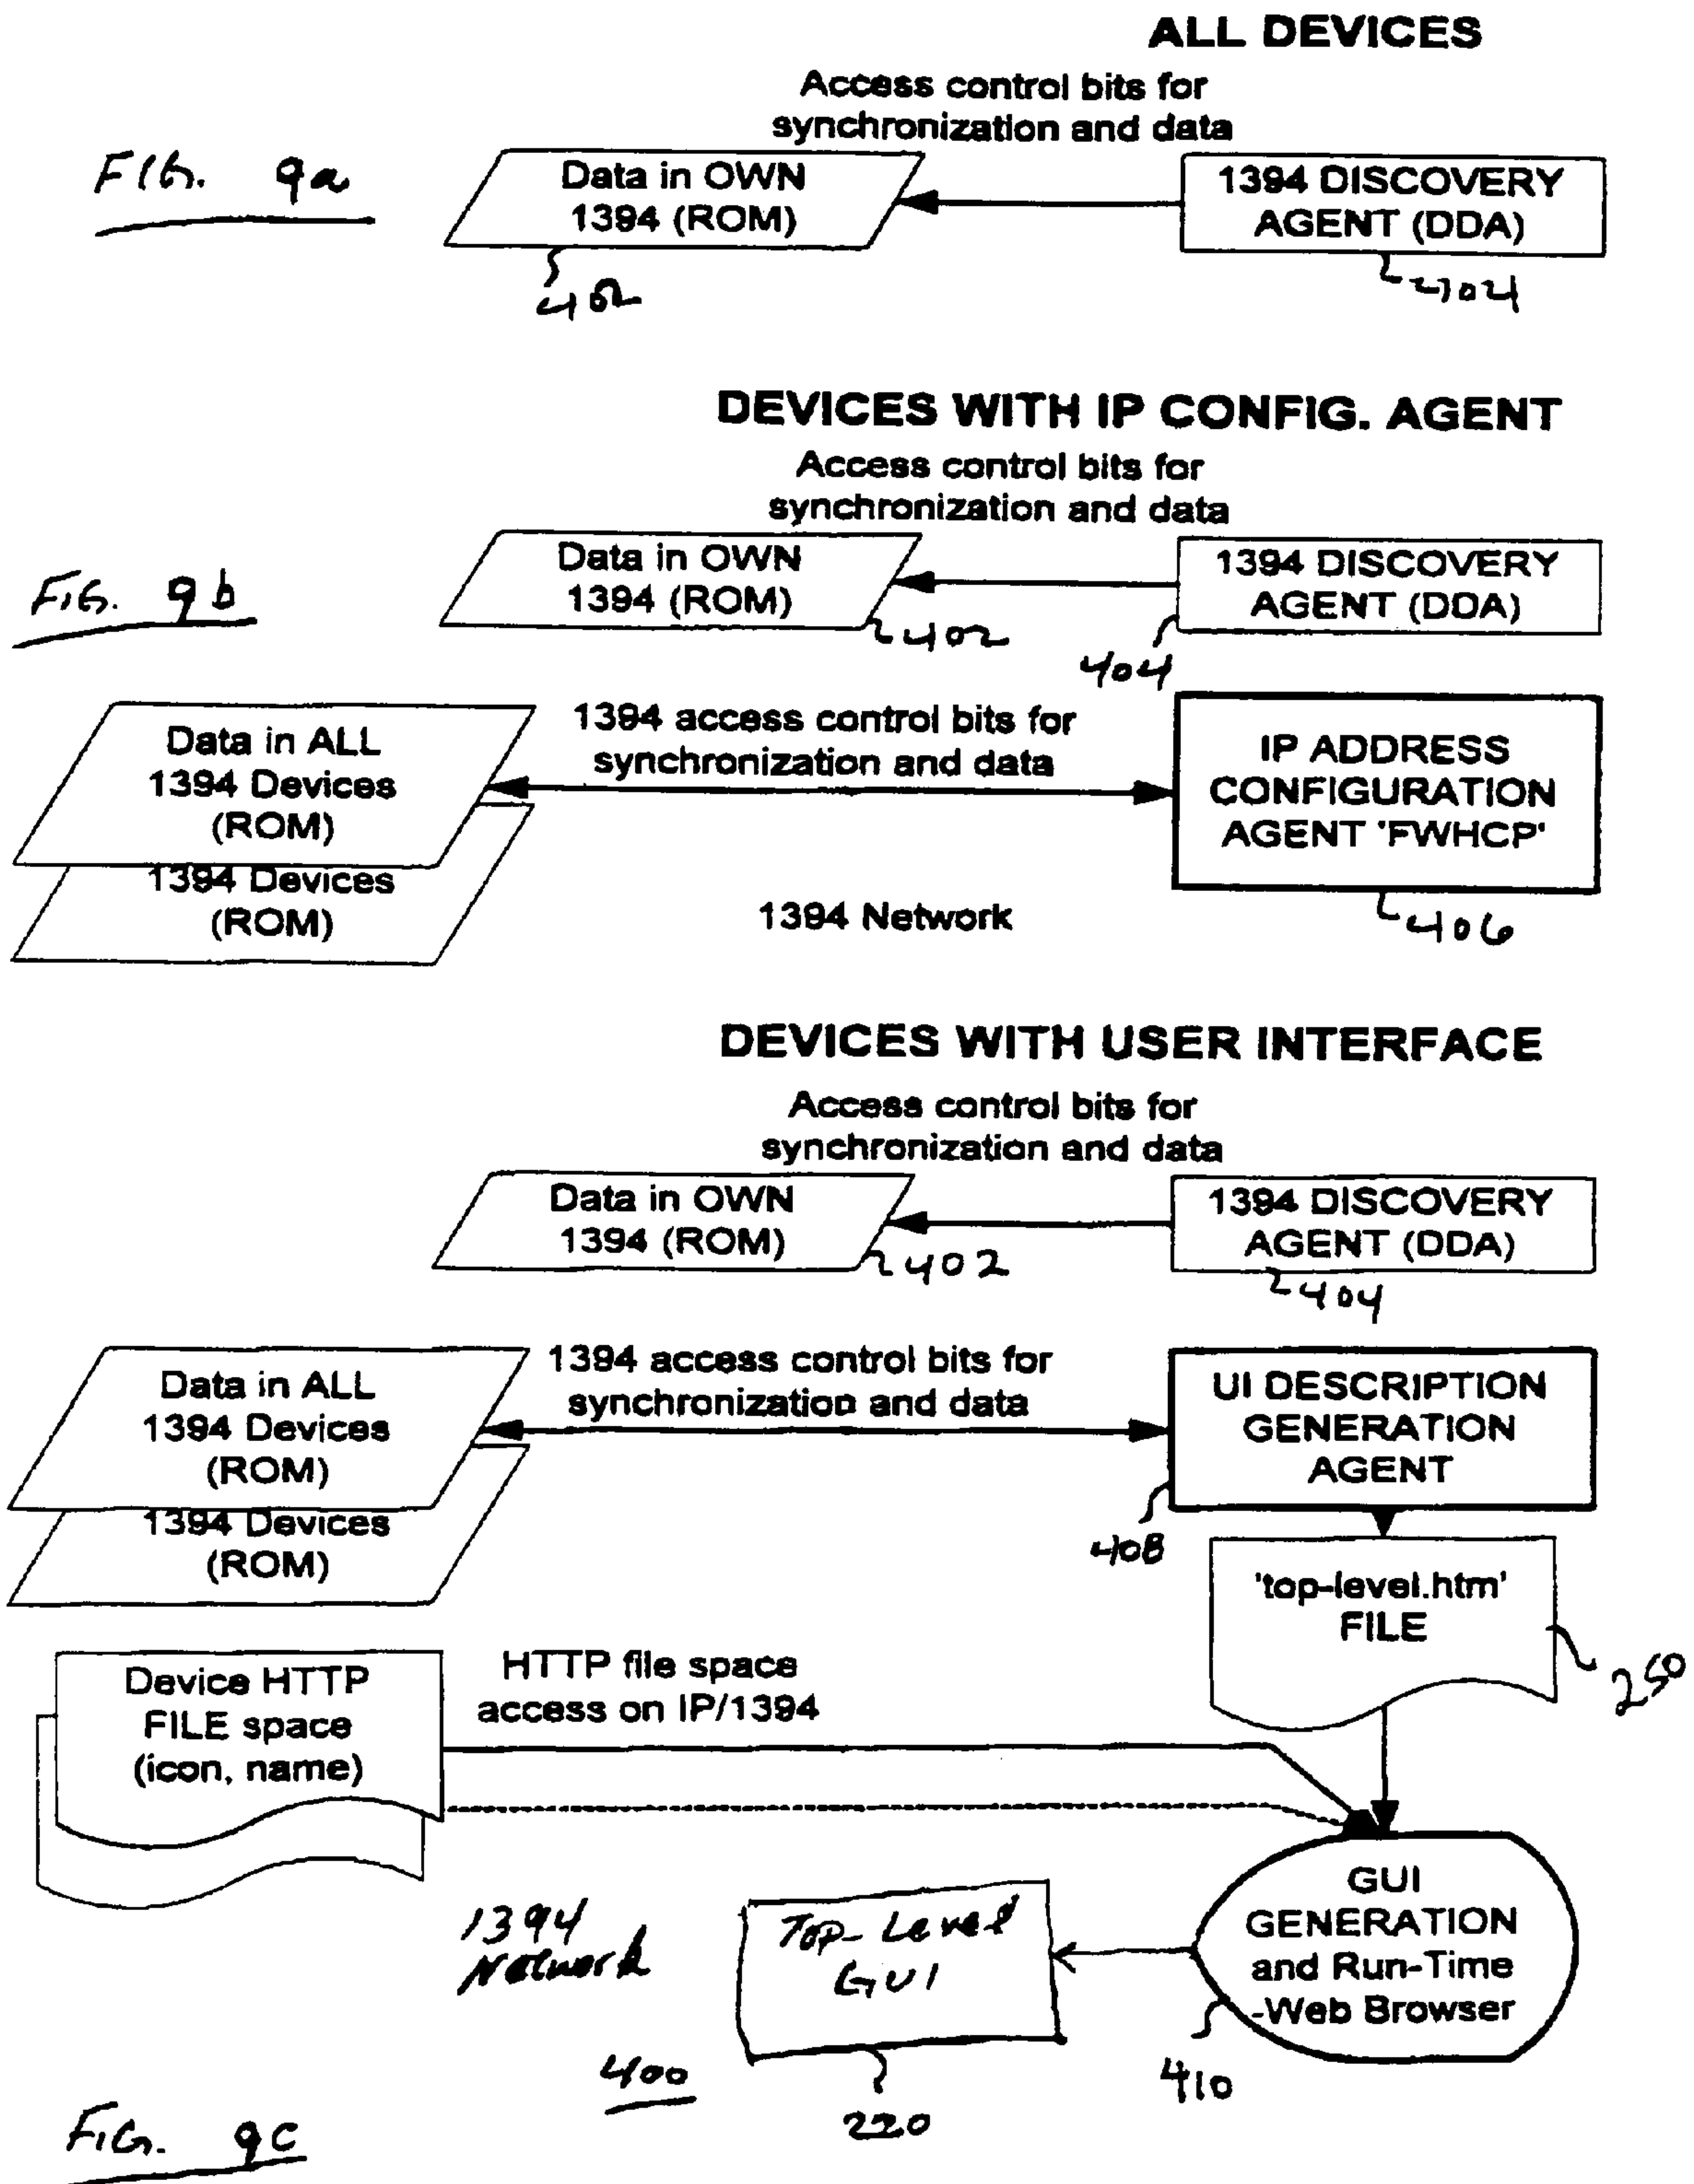 ALL DEVICES
Access control bits for
synchronization and data
FIG. 9a
Data in OWN
1394 (ROM)
1394 DISCOVERY
AGENT (DDA)
402
404
DEVICES WITH IP CONFIG. AGENT
Access control bits for
synchronization and data
FIG. 9b
Data in OWN
1394 (ROM)
1394 DISCOVERY
AGENT (DDA)
402
404
Data in ALL
1394 Devices
(ROM)
1394 Devices
(ROM)
1394 access control bits for
synchronization and data
IP ADDRESS
CONFIGURATION
AGENT 'FWHCP'
1394 Network
406
DEVICES WITH USER INTERFACE
Access control bits for
synchronization and data
Data in OWN
1394 (ROM)
1394 DISCOVERY
AGENT (DDA)
402
404
Data in ALL
1394 Devices
(ROM)
1394 Devices
(ROM)
1394 access control bits for
synchronization and data
UI DESCRIPTION
GENERATION
AGENT
408
'top-level.htm'
FILE
250
Device HTTP
FILE space
(icon, name)
HTTP file space
access on IP/1394
GUI
GENERATION
and Run-Time
-Web Browser
1394
Network
Top-Level
GUI
400
220
410
FIG. 9c